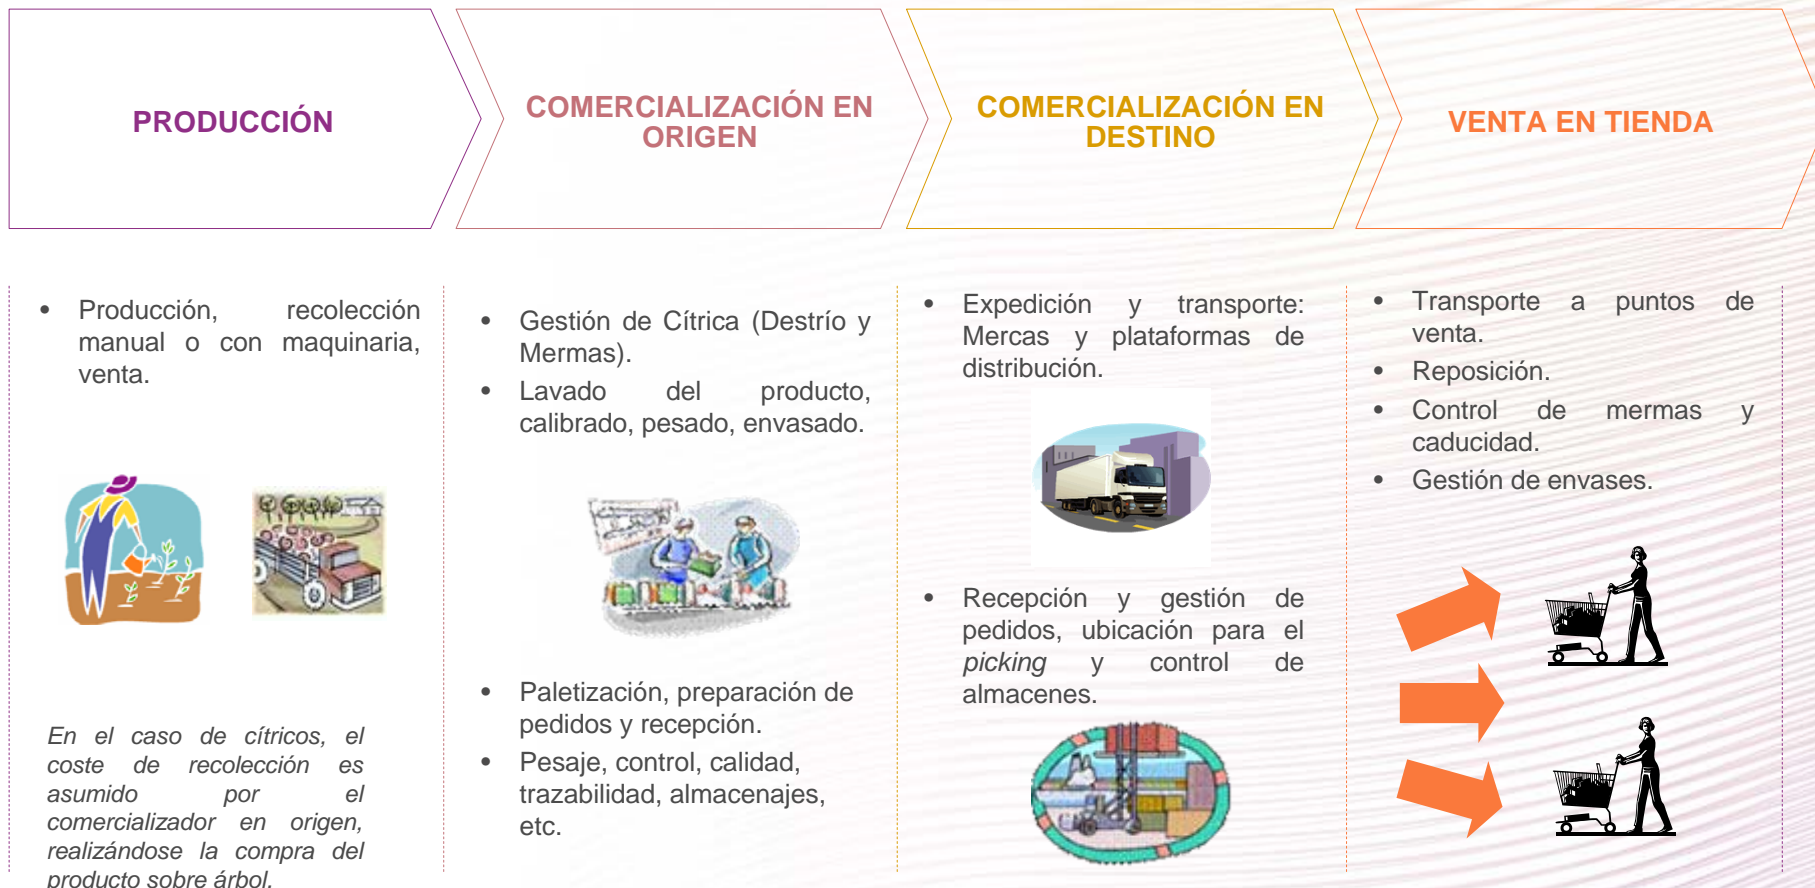 PRODUCCIÓN
COMERCIALIZACIÓN EN
ORIGEN
COMERCIALIZACIÓN EN
DESTINO
VENTA EN TIENDA
• Producción, recolección
manual o con maquinaria,
venta.
En el caso de cítricos, el
coste de recolección es
asumido por el
comercializador en origen,
realizándose la compra del
producto sobre árbol.
• Gestión de Cítrica (Destrío y
Mermas).
• Lavado del producto,
calibrado, pesado, envasado.
• Paletización, preparación de
pedidos y recepción.
• Pesaje, control, calidad,
trazabilidad, almacenajes,
etc.
• Expedición y transporte:
Mercas y plataformas de
distribución.
• Recepción y gestión de
pedidos, ubicación para el
picking y control de
almacenes.
• Transporte a puntos de
venta.
• Reposición.
• Control de mermas y
caducidad.
• Gestión de envases.